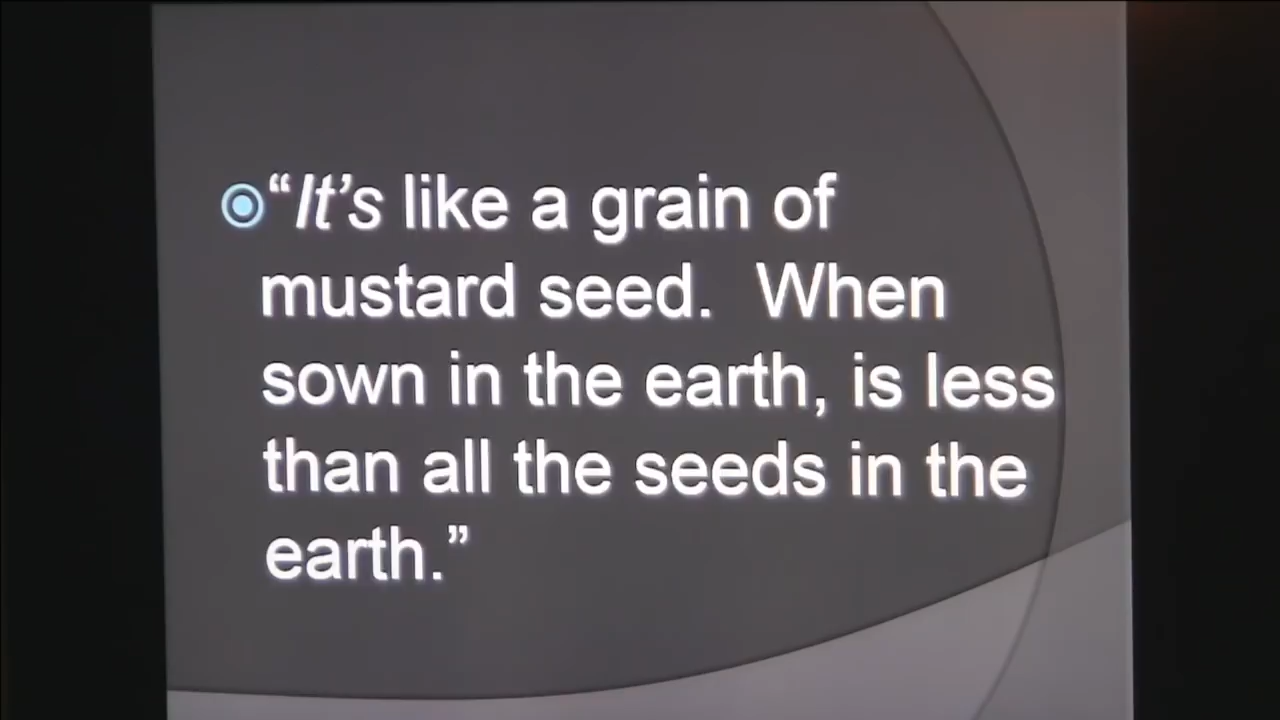 “It’s like a grain of
mustard seed.  When
sown in the earth, is less
than all the seeds in the
earth.”